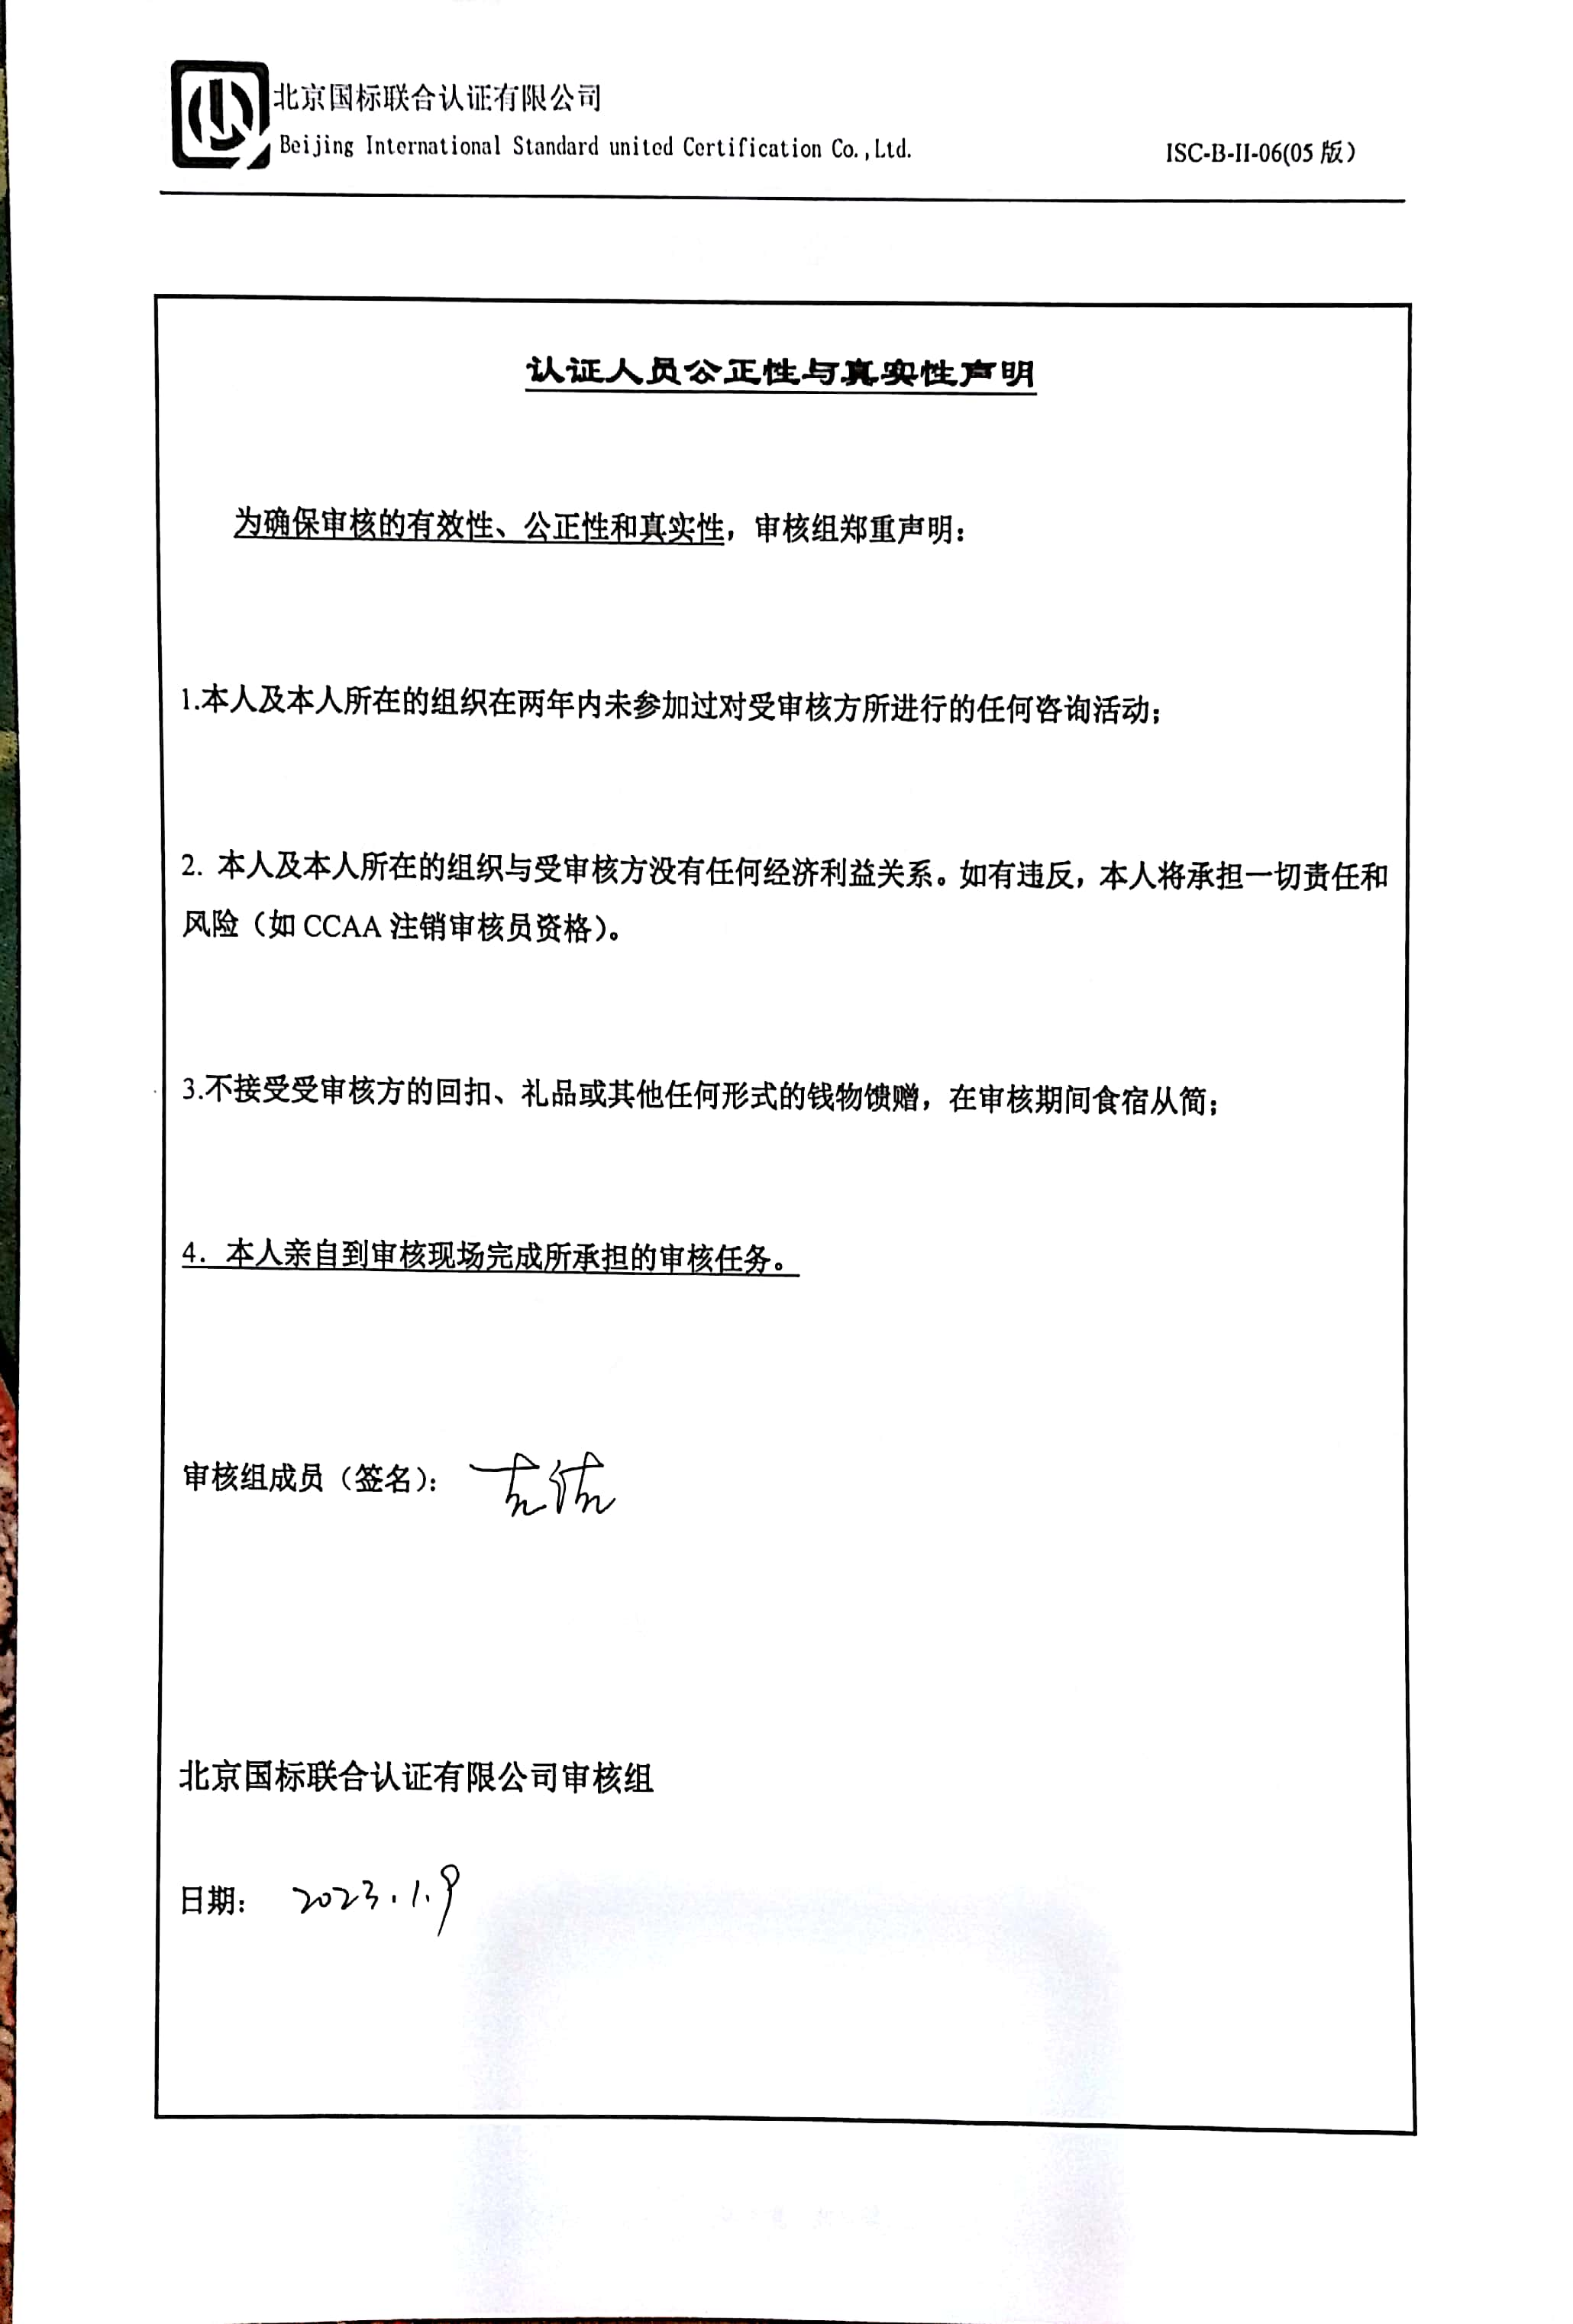 北京国标联合认证有限公司
Beijing International Standard united Certification Co.,Ltd.
ISC-B-II-06(05 版)
认证人员公正性与真实性声明
为确保审核的有效性、公正性和真实性，审核组郑重声明：
1.本人及本人所在的组织在两年内未参加过对受审核方所进行的任何咨询活动；
2. 本人及本人所在的组织与受审核方没有任何经济利益关系。如有违反，本人将承担一切责任和
风险（如 CCAA 注销审核员资格）。
3.不接受受审核方的回扣、礼品或其他任何形式的钱物馈赠，在审核期间食宿从简；
4. 本人亲自到审核现场完成所承担的审核任务。
审核组成员（签名）：
北京国标联合认证有限公司审核组
日期： 2023.1.9